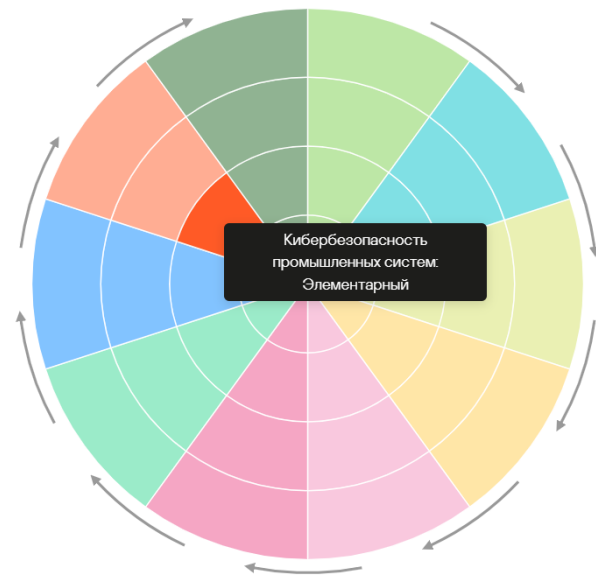 Кибербезопасность
промышленных систем:
Элементарный